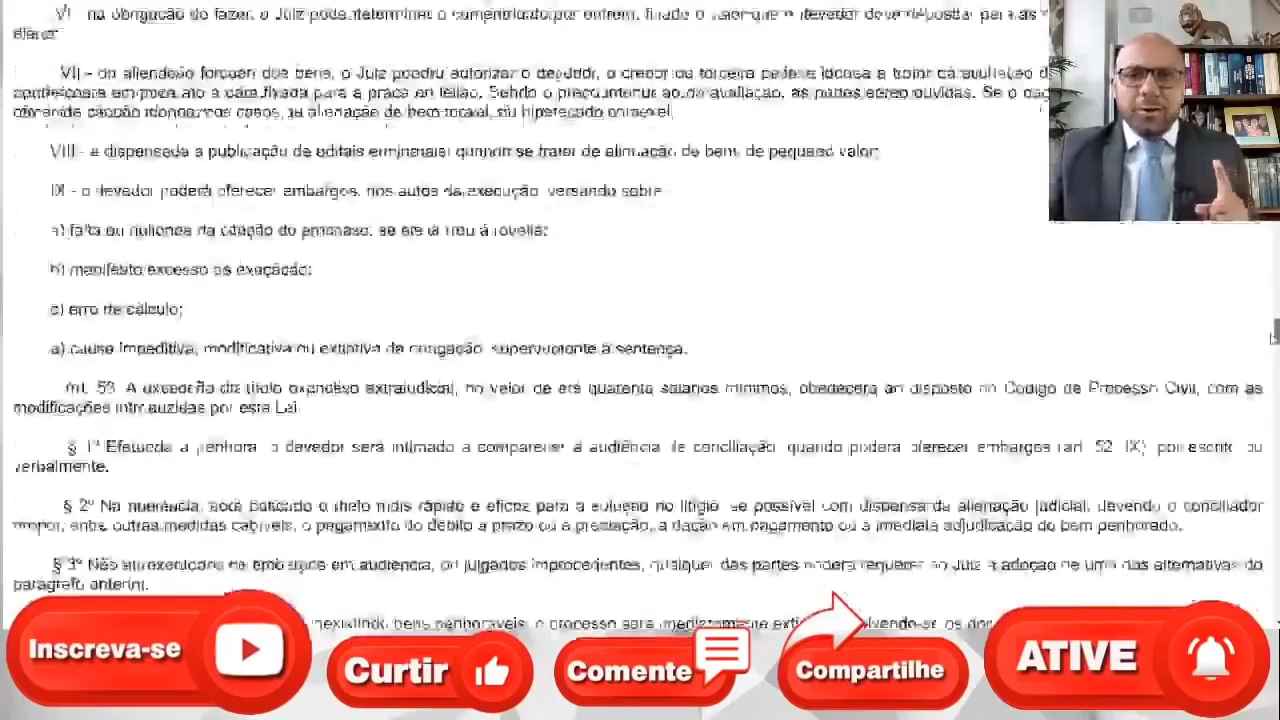 VI - na obrigação de fazer, o Juiz pode determinar o cumprimento por outrem, fixado o valor que o devedor deve depositar para as
VII - na alienação forçada dos bens, o Juiz poderá autorizar o devedor, o credor ou terceira pessoa idônea a tratar da alienação
VIII - é dispensada a publicação de editais em jornais, quando se tratar de alienação de bens de pequeno valor;
IX - o devedor poderá oferecer embargos, nos autos da execução, versando sobre
a) falta ou nulidade da citação no processo, se ele correu à revelia;
b) manifesto excesso de execução;
c) erro de cálculo;
d) causa impeditiva, modificativa ou extintiva da obrigação, superveniente à sentença.
Art. 53. A execução de título executivo extrajudicial, no valor de até quarenta salários mínimos, obedecerá ao disposto no Código de Processo Civil, com as
modificações introduzidas por esta Lei
§ 1º Efetuada a penhora, o devedor será intimado a comparecer à audiência de conciliação, quando poderá oferecer embargos (art. 52, IX), por escrito ou
verbalmente.
§ 2º Na audiência, será buscado o meio mais rápido e eficaz para a solução do litígio, se possível com dispensa da alienação judicial, devendo o conciliador
propor, entre outras medidas cabíveis, o pagamento do débito a prazo ou a prestação, a dação em pagamento ou a imediata adjudicação do bem penhorado.
§ 3º Não apresentados os embargos em audiência, ou julgados improcedentes, qualquer das partes poderá requerer ao Juiz a adoção de uma das alternativas do
parágrafo anterior.
bens penhoráveis, o processo será imediatamente
Inscreva-se
Curtir
Comente
Compartilhe
ATIVE